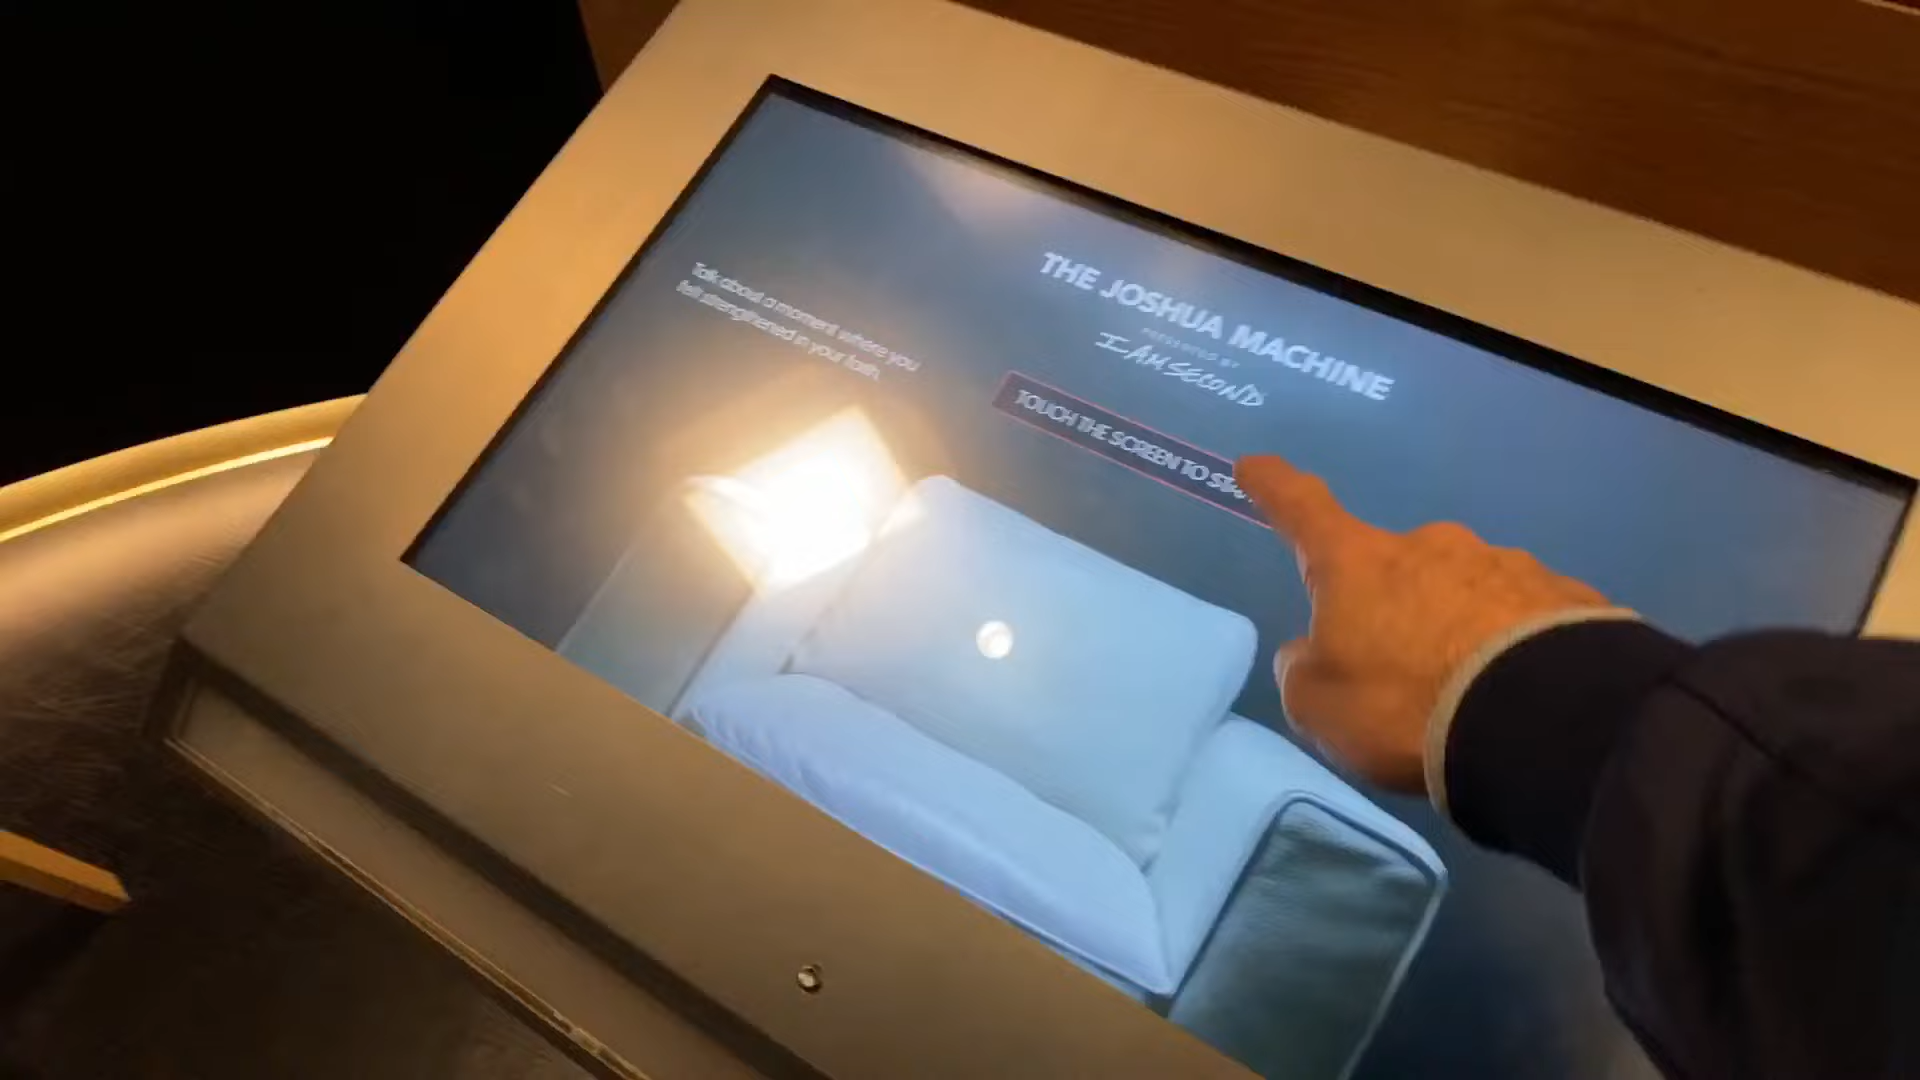 THE JOSHUA MACHINE
PRESENTED BY
I AM SECOND
Talk about a moment where you
felt strengthened in your faith.
TOUCH THE SCREEN TO